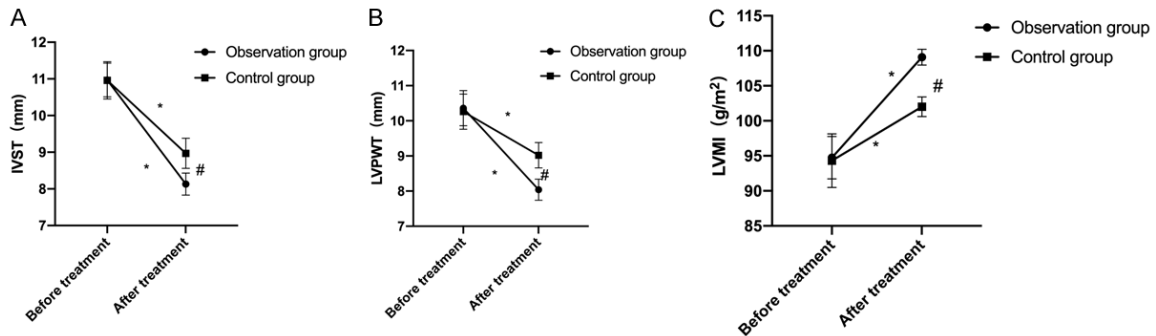 A
IVST (mm)
12
11
10
9
8
7
Observation group
Control group
*
*
#
Before treatment
After treatment
B
LVPWT (mm)
12
11
10
9
8
7
Observation group
Control group
*
*
#
Before treatment
After treatment
C
LVMI (g/m²)
115
110
105
100
95
90
85
Observation group
Control group
*
*
#
Before treatment
After treatment